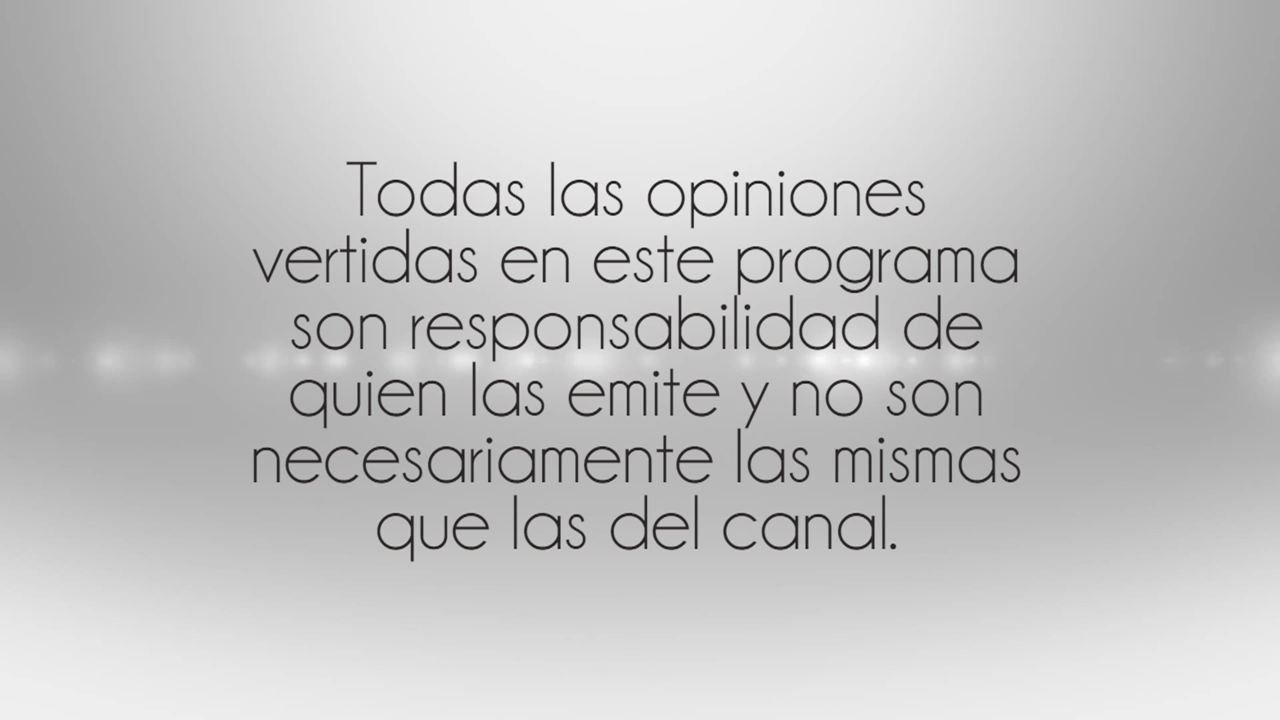 Todas las opiniones
vertidas en este programa
son responsabilidad de
quien las emite y no son
necesariamente las mismas
que las del canal.